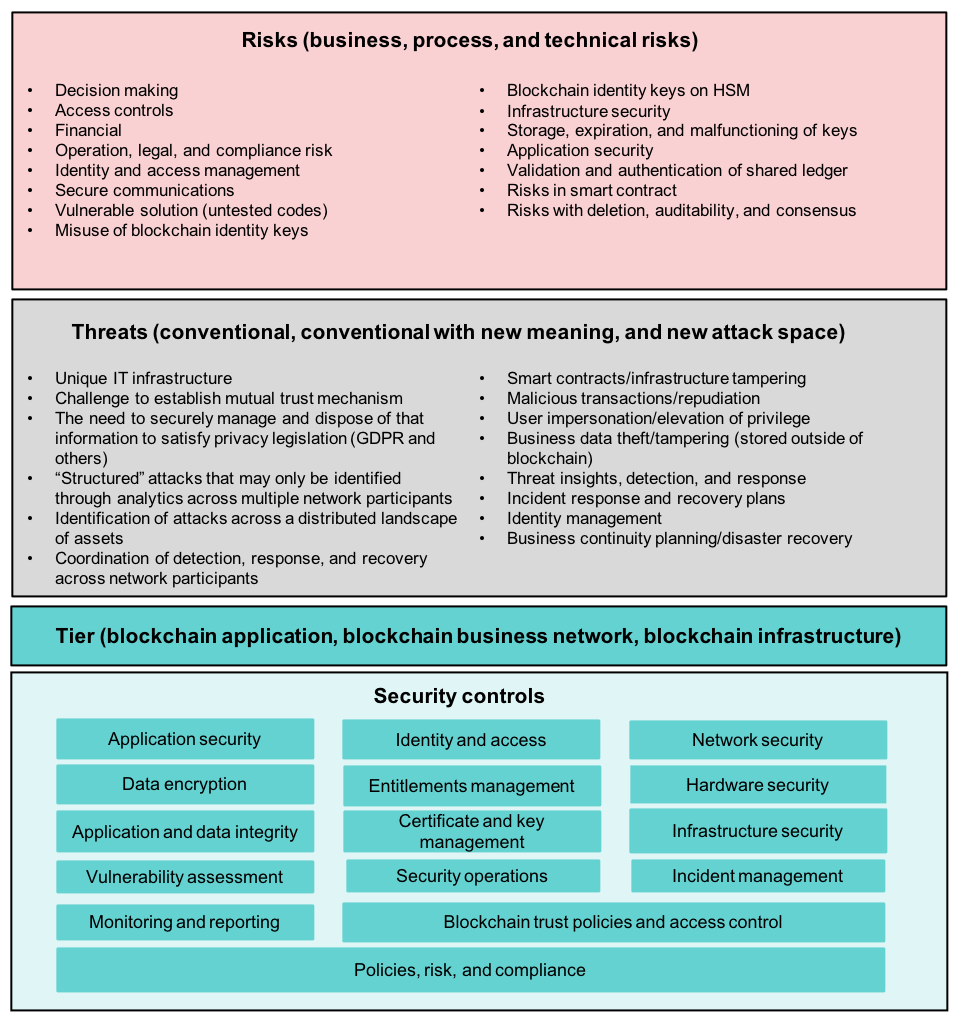 Risks (business, process, and technical risks)
• Decision making
• Access controls
• Financial
• Operation, legal, and compliance risk
• Identity and access management
• Secure communications
• Vulnerable solution (untested codes)
• Misuse of blockchain identity keys
• Blockchain identity keys on HSM
• Infrastructure security
• Storage, expiration, and malfunctioning of keys
• Application security
• Validation and authentication of shared ledger
• Risks in smart contract
• Risks with deletion, auditability, and consensus
Threats (conventional, conventional with new meaning, and new attack space)
• Unique IT infrastructure
• Challenge to establish mutual trust mechanism
• The need to securely manage and dispose of that
information to satisfy privacy legislation (GDPR and
others)
• “Structured” attacks that may only be identified
through analytics across multiple network participants
• Identification of attacks across a distributed landscape
of assets
• Coordination of detection, response, and recovery
across network participants
• Smart contracts/infrastructure tampering
• Malicious transactions/repudiation
• User impersonation/elevation of privilege
• Business data theft/tampering (stored outside of
blockchain)
• Threat insights, detection, and response
• Incident response and recovery plans
• Identity management
• Business continuity planning/disaster recovery
Tier (blockchain application, blockchain business network, blockchain infrastructure)
Security controls
Application security
Identity and access
Network security
Data encryption
Entitlements management
Hardware security
Application and data integrity
Certificate and key
management
Infrastructure security
Vulnerability assessment
Security operations
Incident management
Monitoring and reporting
Blockchain trust policies and access control
Policies, risk, and compliance